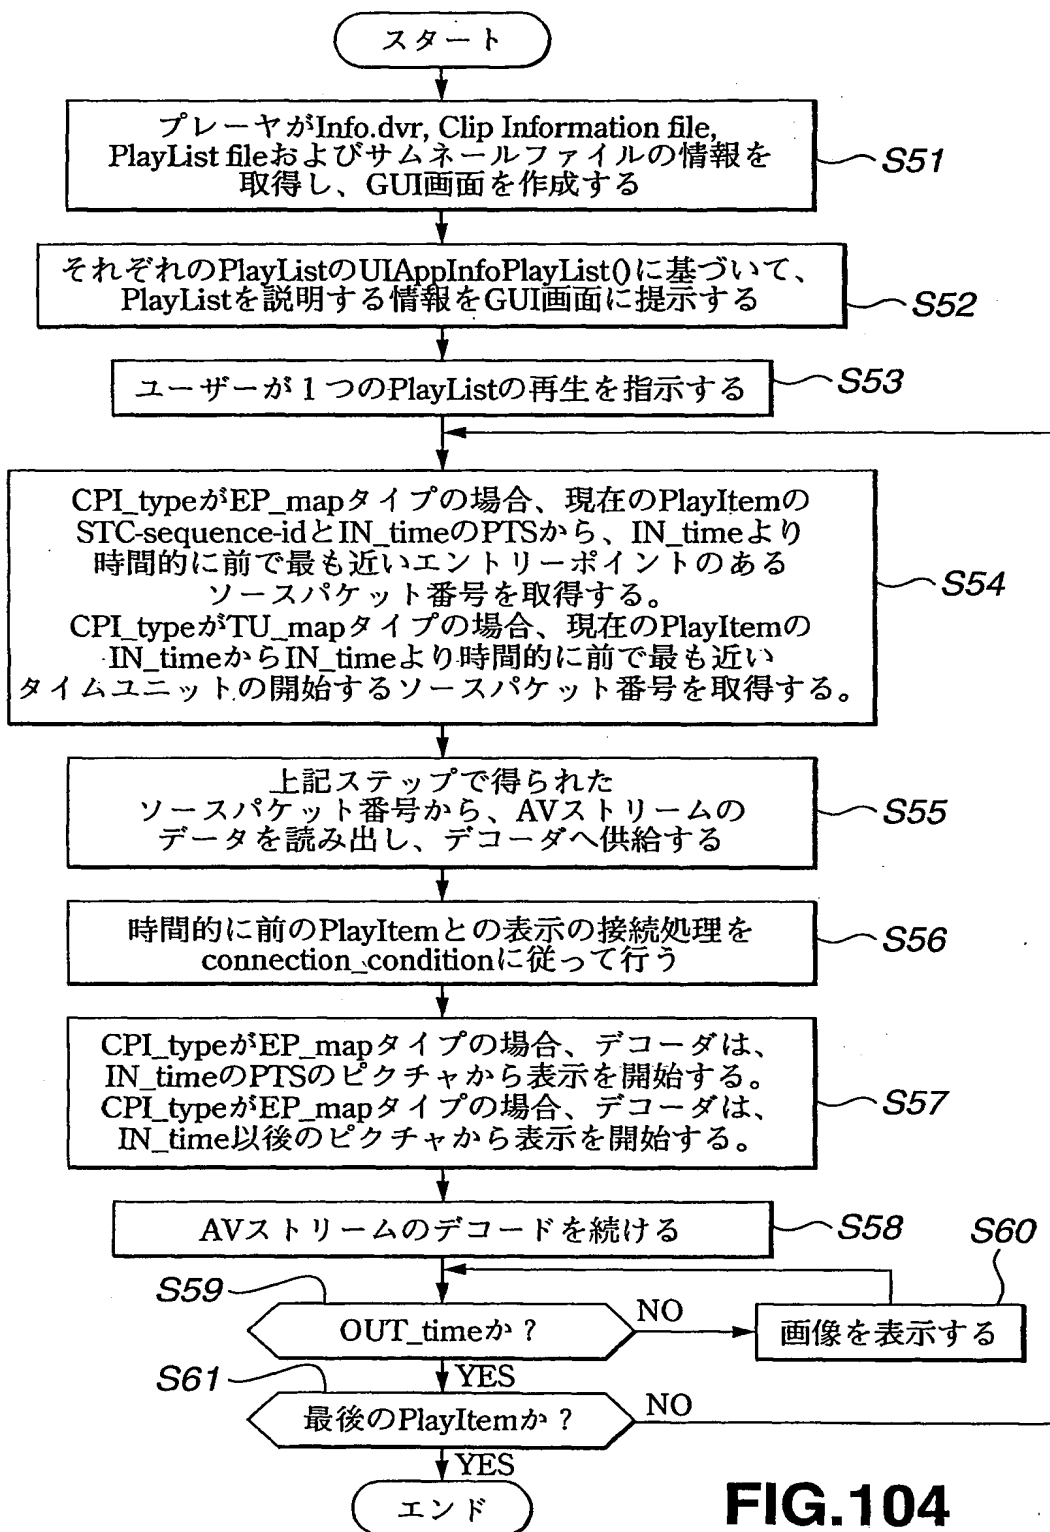 スタート
プレーヤがInfo.dvr, Clip Information file,
PlayList fileおよびサムネールファイルの情報を
取得し、GUI画面を作成する
S51
それぞれのPlayListのUIAppInfoPlayList()に基づいて、
PlayListを説明する情報をGUI画面に提示する
S52
ユーザーが1つのPlayListの再生を指示する
S53
CPI_typeがEP_mapタイプの場合、現在のPlayItemの
STC-sequence-idとIN_timeのPTSから、IN_timeより
時間的に前で最も近いエントリーポイントのある
ソースパケット番号を取得する。
CPI_typeがTU_mapタイプの場合、現在のPlayItemの
IN_timeからIN_timeより時間的に前で最も近い
タイムユニットの開始するソースパケット番号を取得する。
S54
上記ステップで得られた
ソースパケット番号から、AVストリームの
データを読み出し、デコーダへ供給する
S55
時間的に前のPlayItemとの表示の接続処理を
connection_conditionに従って行う
S56
CPI_typeがEP_mapタイプの場合、デコーダは、
IN_timeのPTSのピクチャから表示を開始する。
CPI_typeがEP_mapタイプの場合、デコーダは、
IN_time以後のピクチャから表示を開始する。
S57
AVストリームのデコードを続ける
S58
S59
OUT_timeか?
NO
S60
画像を表示する
YES
S61
最後のPlayItemか?
NO
YES
エンド
FIG.104